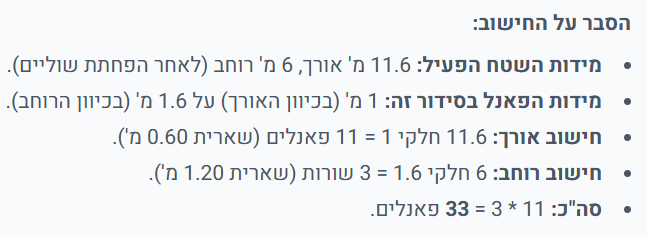 הסבר על החישוב:
מידות השטח הפעיל: 11.6 מ' אורך, 6 מ' רוחב (לאחר הפחתת שוליים).
מידות הפאנל בסידור זה: 1 מ' (בכיוון האורך) על 1.6 מ' (בכיוון הרוחב).
חישוב אורך: 11.6 חלקי 1 = 11 פאנלים (שארית 0.60 מ').
חישוב רוחב: 6 חלקי 1.6 = 3 שורות (שארית 1.20 מ').
סה"כ: 11 * 3 = 33 פאנלים.